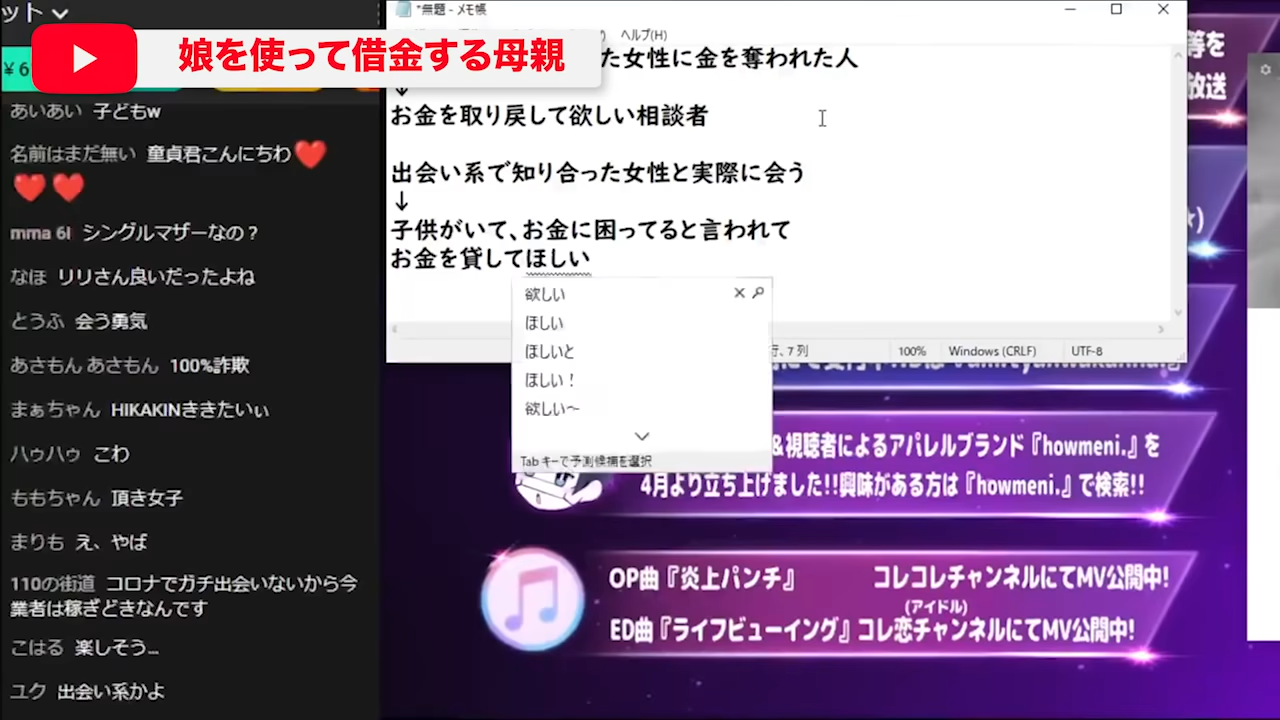 ット
*無題 - メモ帳
ヘルプ(H)
娘を使って借金する母親
た女性に金を奪われた人
↓
お金を取り戻して欲しい相談者
出会い系で知り合った女性と実際に会う
↓
子供がいて、お金に困ってると言われて
お金を貸してほしい
欲しい
ほしい
ほしいと
ほしい！
欲しい～
Tab キーで予測候補を選択
行、7 列
100%
Windows (CRLF)
UTF-8
¥6
あいあい 子どもw
名前はまだ無い 童貞君こんにちわ❤️
❤️❤️
mma 6l シングルマザーなの？
なほ リリさん良いだったよね
とうふ 会う勇気
あさもん あさもん 100%詐欺
まぁちゃん HIKAKINききたいぃ
ハゥハゥ こわ
ももちゃん 頂き女子
まりも え、やば
110の街道 コロナでガチ出会いないから今
業者は稼ぎどきなんです
こはる 楽しそう…
ユク 出会い系かよ
等を
放送
&視聴者によるアパレルブランド『howmeni.』を
4月より立ち上げました!!興味がある方は『howmeni.』で検索!!
OP曲『炎上パンチ』 コレコレチャンネルにてMV公開中!
(アイドル)
ED曲『ライフビューイング』コレ恋チャンネルにてMV公開中!